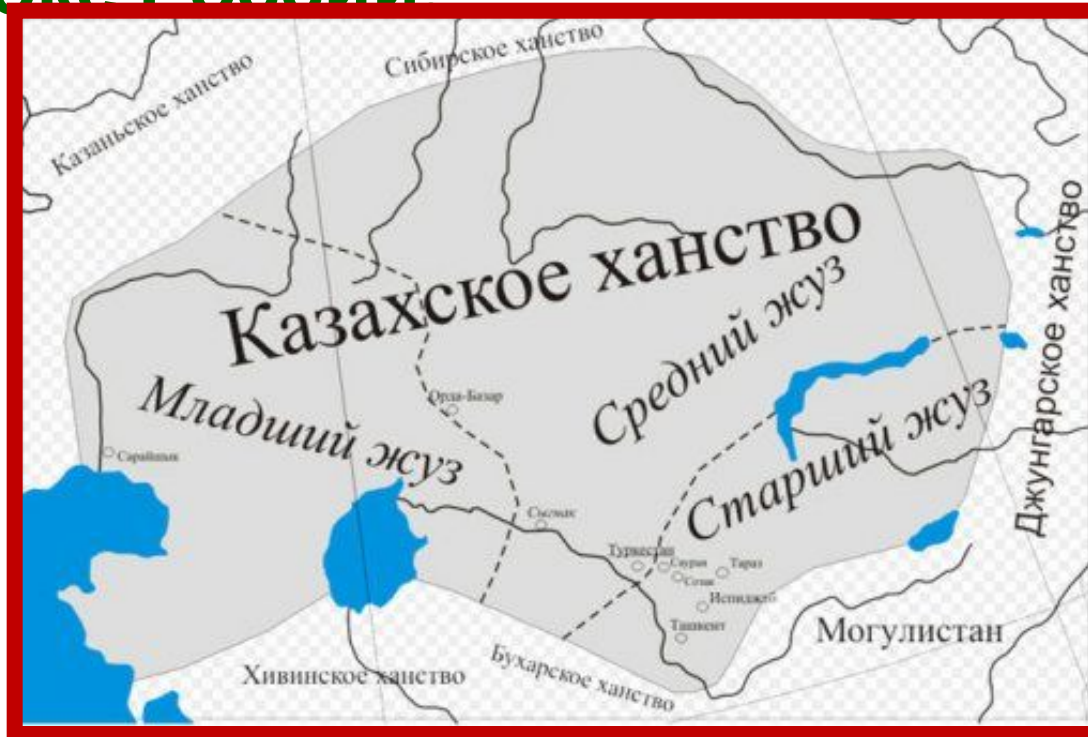 Сибирское ханство
Казаньское ханство
Казахское ханство
Средний жуз
Младший жуз
Старший жуз
Джунгарское ханство
Орда-Базар
Сарайшык
Сыгнак
Туркестан
Сауран
Созак
Тараз
Испиджаб
Ташкент
Могулистан
Бухарское ханство
Хивинское ханство